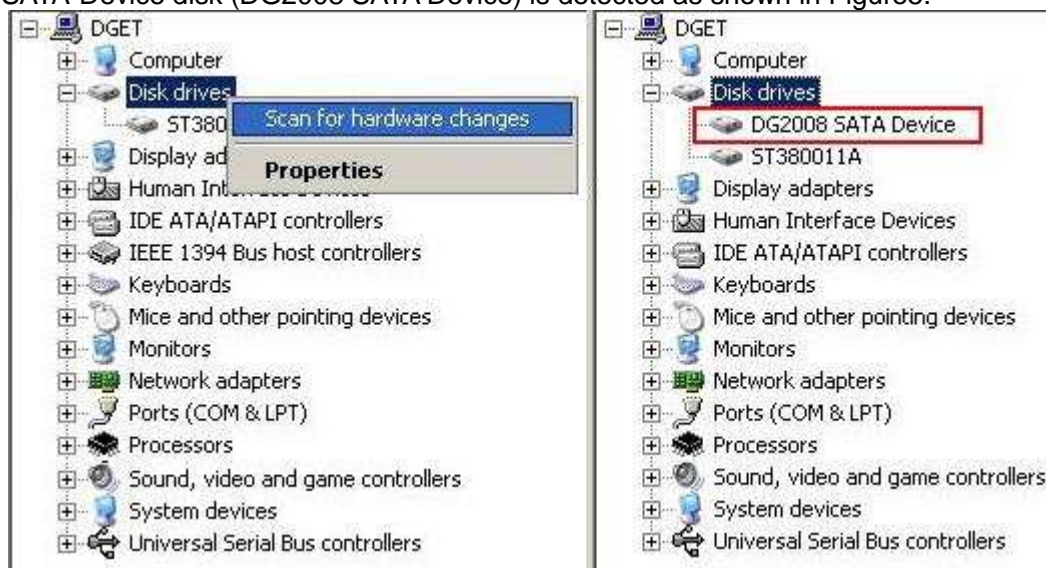 SATA-Device disk (DG2008 SATA Device) is detected as shown in Figures.
DGET
Computer
Disk drives
ST380
Scan for hardware changes
Display ad
Properties
Human Int
IDE ATA/ATAPI controllers
IEEE 1394 Bus host controllers
Keyboards
Mice and other pointing devices
Monitors
Network adapters
Ports (COM & LPT)
Processors
Sound, video and game controllers
System devices
Universal Serial Bus controllers
DGET
Computer
Disk drives
DG2008 SATA Device
ST380011A
Display adapters
Human Interface Devices
IDE ATA/ATAPI controllers
Keyboards
Mice and other pointing devices
Monitors
Network adapters
Ports (COM & LPT)
Processors
Sound, video and game controllers
System devices
Universal Serial Bus controllers